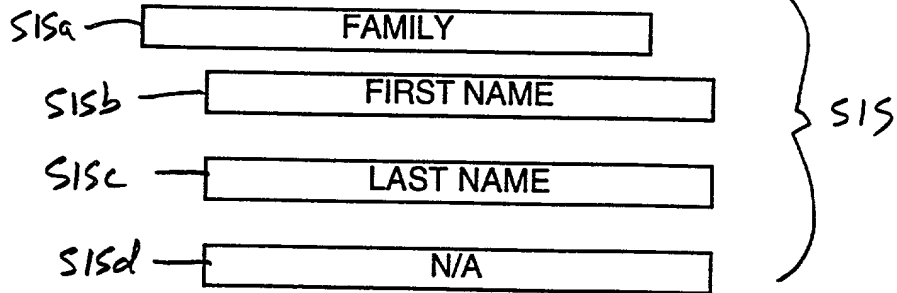 515a FAMILY
515b FIRST NAME
515
515c LAST NAME
515d N/A